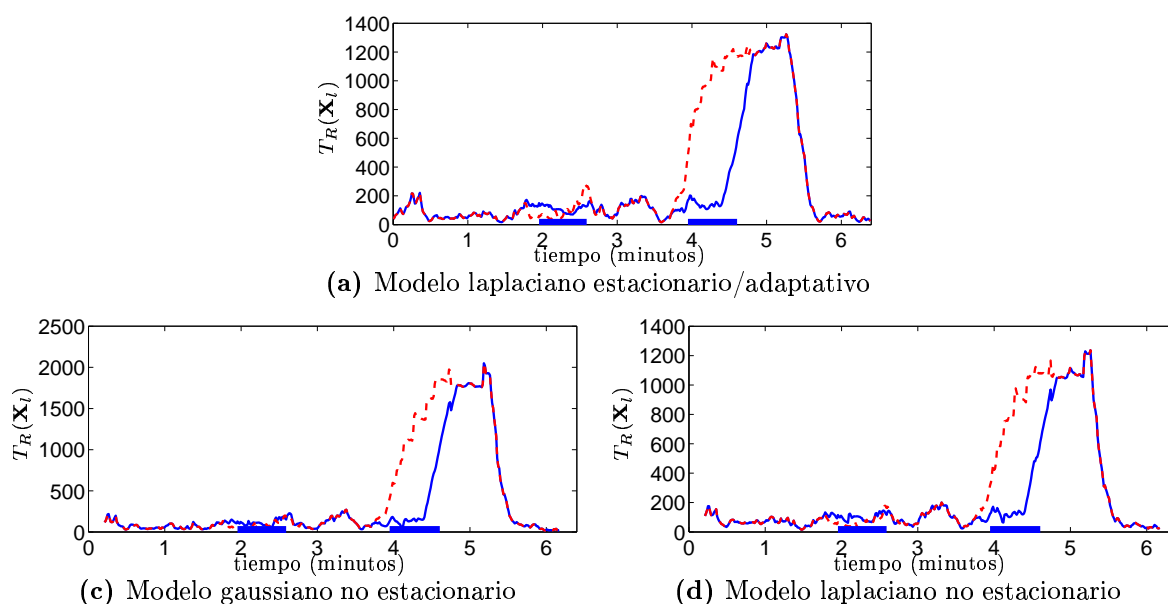 1400
1200
1000
800
600
400
200
0
T_R(X_l)
0 1 2 3 4 5 6
tiempo (minutos)
(a) Modelo laplaciano estacionario/adaptativo
2500
2000
1500
1000
500
0
T_R(X_l)
0 1 2 3 4 5 6
tiempo (minutos)
(c) Modelo gaussiano no estacionario
1400
1200
1000
800
600
400
200
0
T_R(X_l)
0 1 2 3 4 5 6
tiempo (minutos)
(d) Modelo laplaciano no estacionario